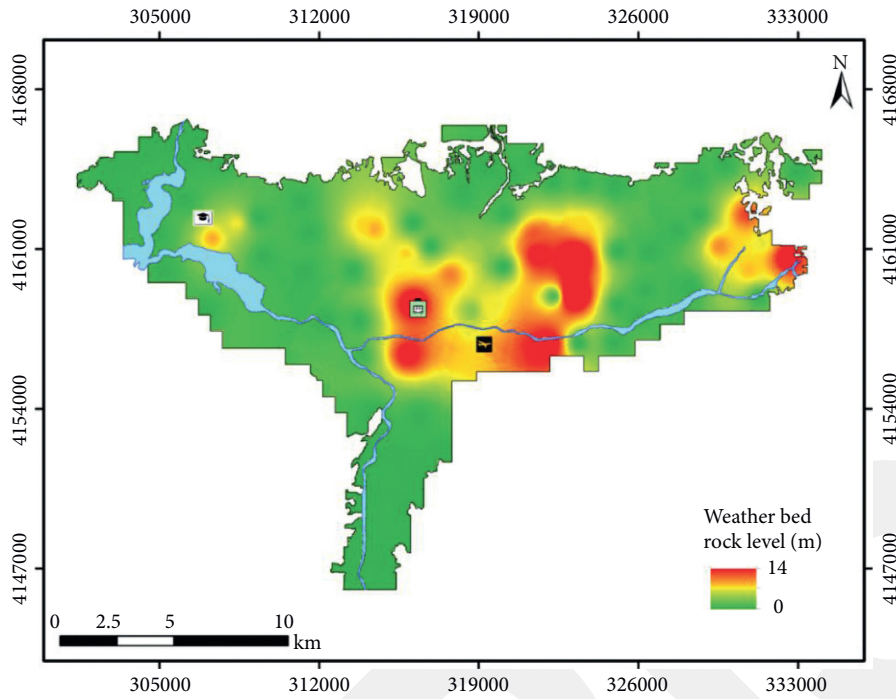 305000 312000 319000 326000 333000
N
4168000 4168000
4161000 4161000
4154000 4154000
4147000 4147000
Weather bed
rock level (m)
14
0
0 2.5 5 10
km
305000 312000 319000 326000 333000